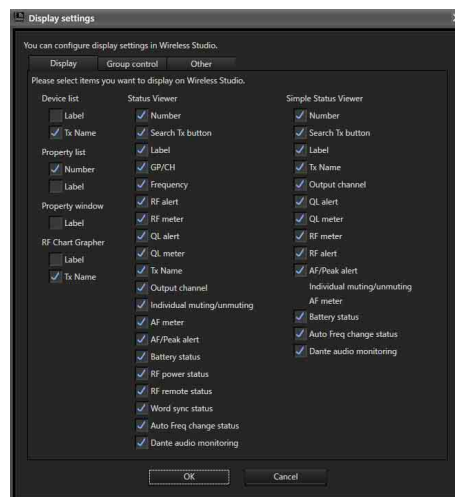 Display settings
You can configure display settings in Wireless Studio.
Display
Group control
Other
Please select items you want to display on Wireless Studio.
Device list
Label
Tx Name
Property list
Number
Label
Property window
Label
RF Chart Grapher
Label
Tx Name
Status Viewer
Number
Search Tx button
Label
GP/CH
Frequency
RF alert
RF meter
QL alert
QL meter
Tx Name
Output channel
Individual muting/unmuting
AF meter
AF/Peak alert
Battery status
RF power status
RF remote status
Word sync status
Auto Freq change status
Dante audio monitoring
Simple Status Viewer
Number
Search Tx button
Label
Tx Name
Output channel
QL alert
QL meter
RF meter
RF alert
AF/Peak alert
Individual muting/unmuting
AF meter
Battery status
Auto Freq change status
Dante audio monitoring
OK
Cancel